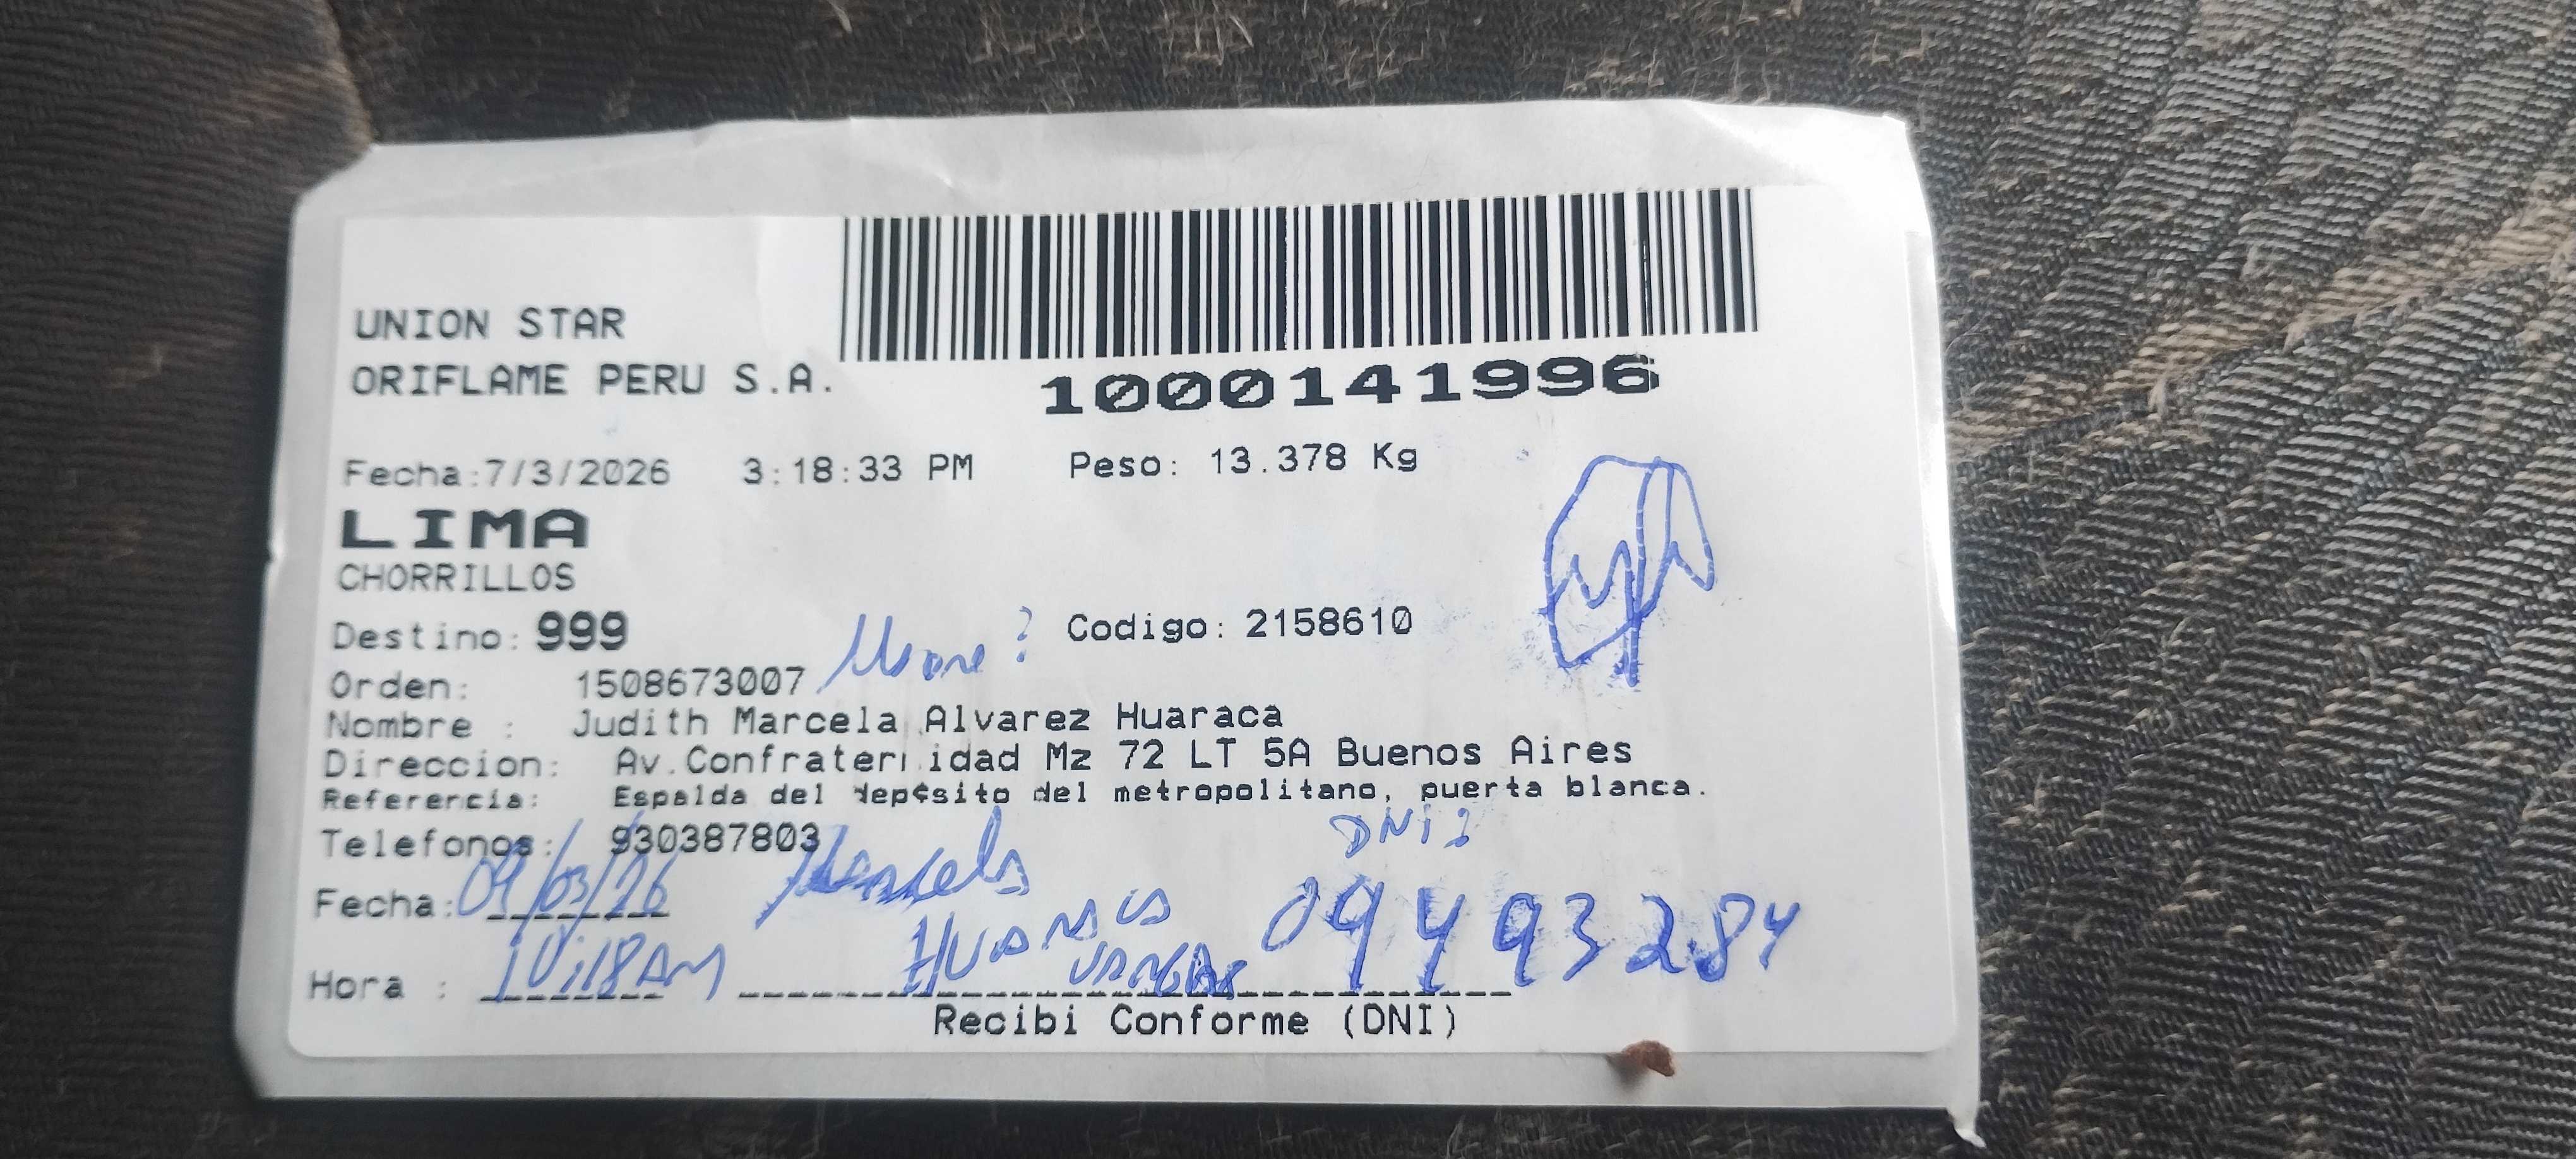 UNION STAR
ORIFLAME PERU S.A.
1000141996
Fecha:7/3/2026 3:18:33 PM Peso: 13.378 Kg
LIMA
CHORRILLOS
Destino: 999 Codigo: 2158610
Orden: 1508673007
Nombre : Judith Marcela Alvarez Huaraca
Direccion: Av.Confraternidad Mz 72 LT 5A Buenos Aires
Referencia: Espalda del dep¢sito del metropolitano, puerta blanca.
DNI:
Telefonos: 930387803
Fecha: 09/03/26 Marcela
09493284
Hora : 10:18AM
Recibi Conforme (DNI)